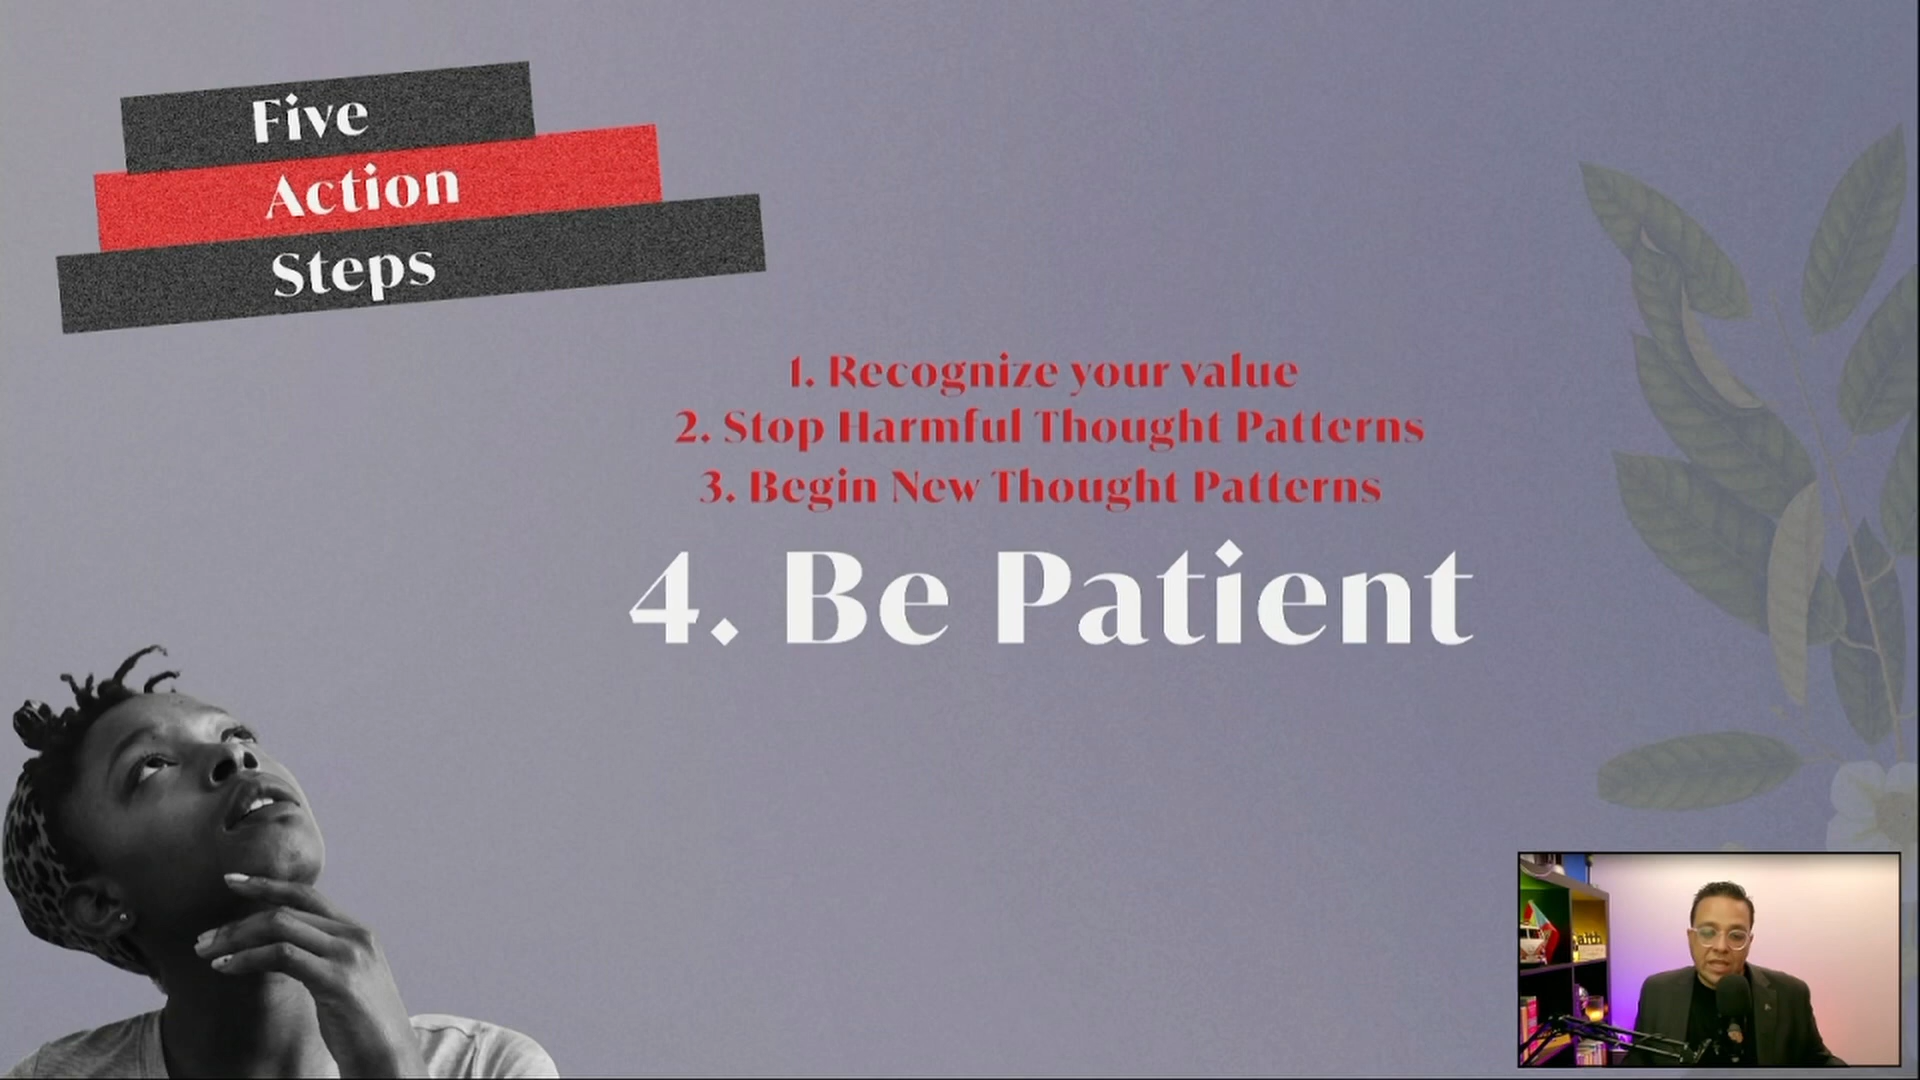 Five
Action
Steps
1. Recognize your value
2. Stop Harmful Thought Patterns
3. Begin New Thought Patterns
4. Be Patient